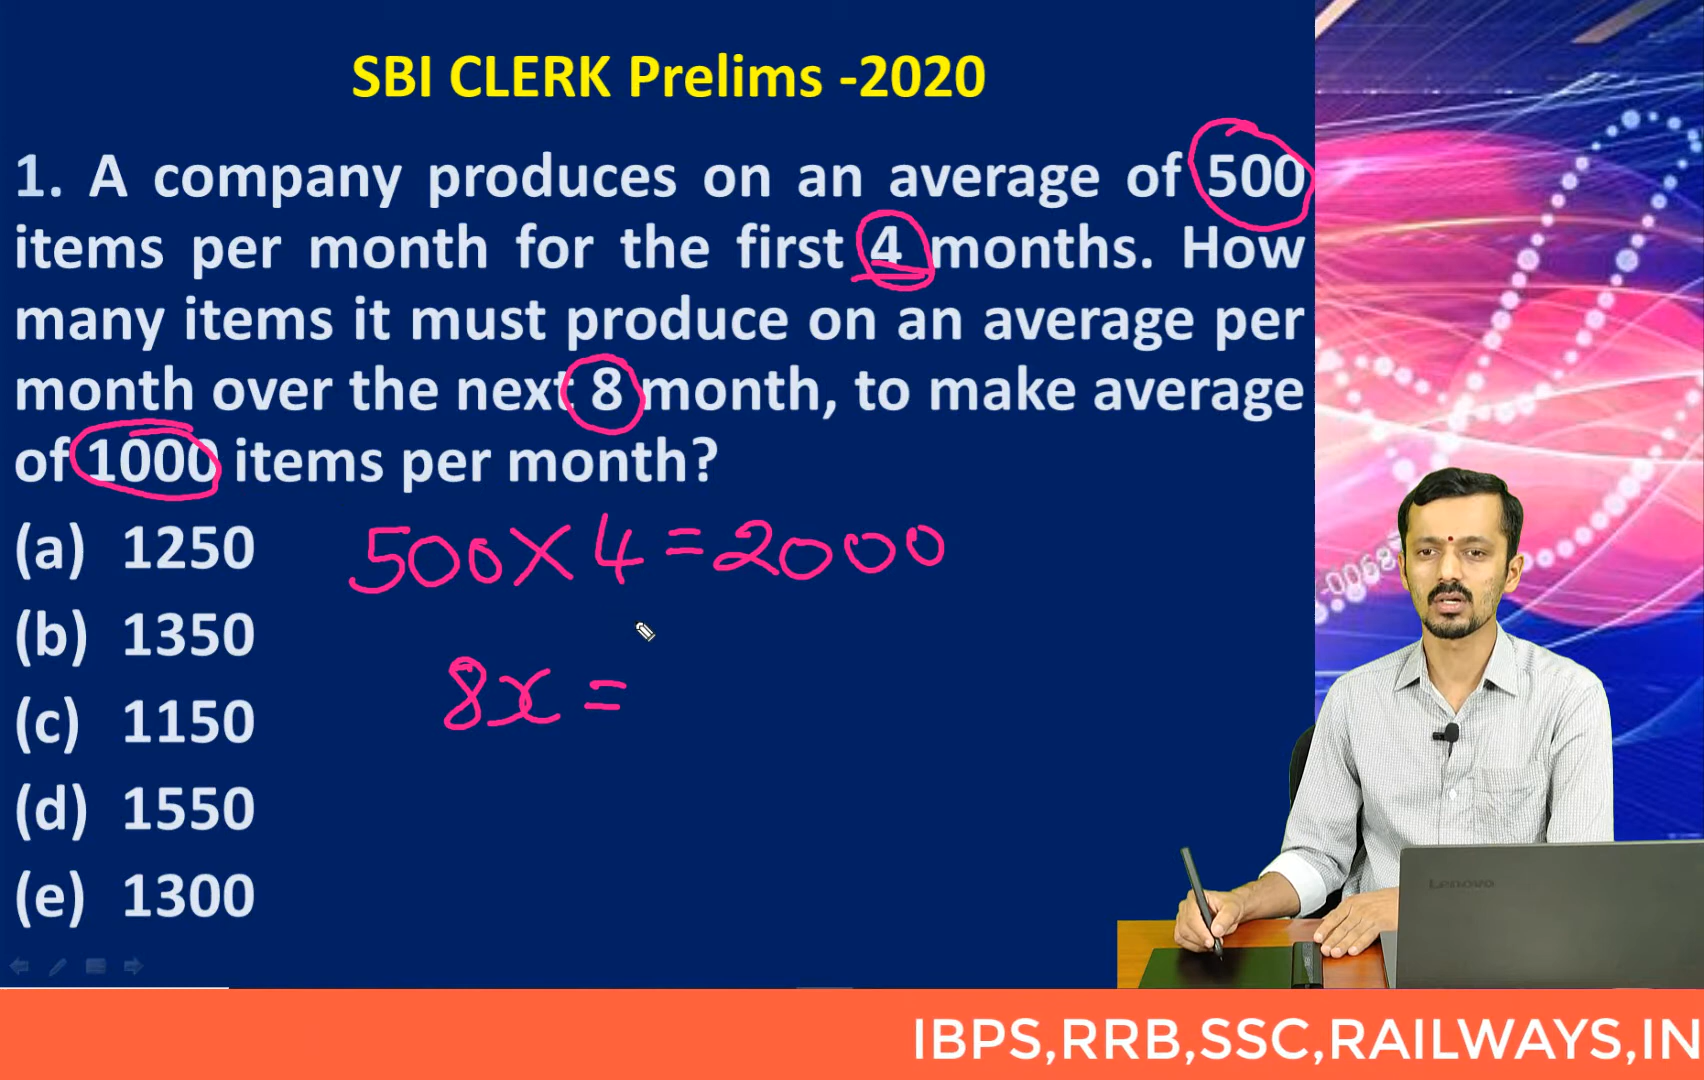 SBI CLERK Prelims -2020
1. A company produces on an average of 500
items per month for the first 4 months. How
many items it must produce on an average per
month over the next 8 month, to make average
of 1000 items per month?
(a) 1250
500 × 4 = 2000
(b) 1350
8x =
(c) 1150
(d) 1550
(e) 1300
-0068
Lenovo
IBPS,RRB,SSC,RAILWAYS,IN